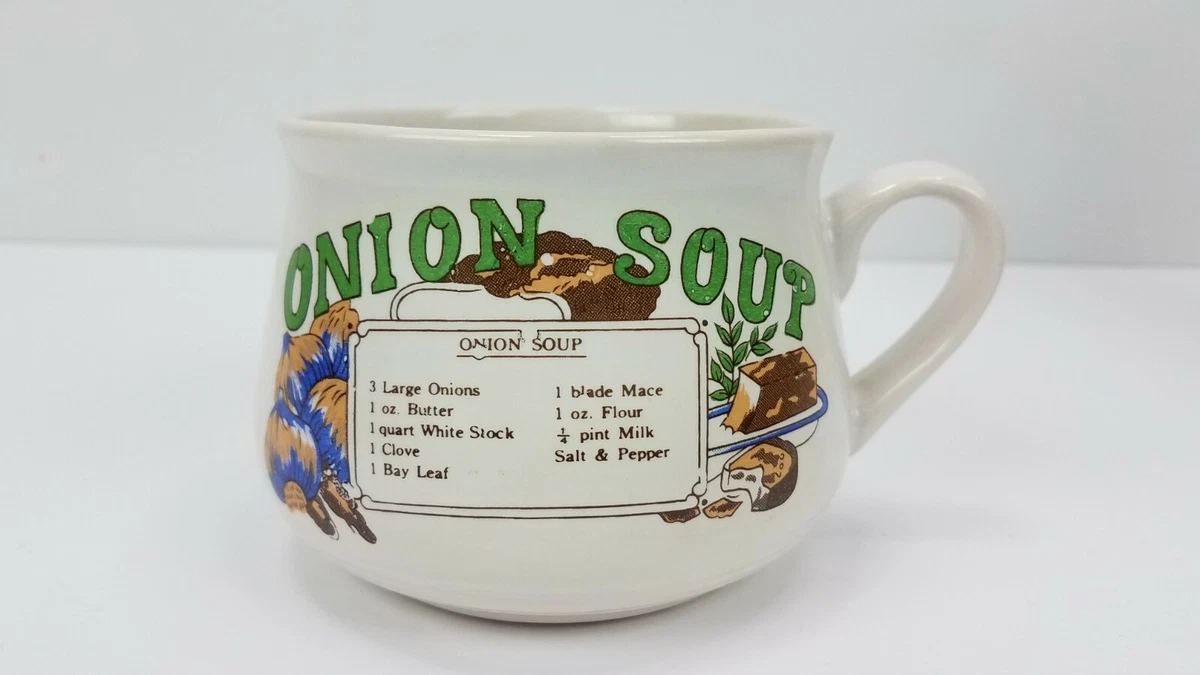 ONION SOUP
ONION SOUP
3 Large Onions
1 oz. Butter
1 quart White Stock
1 Clove
1 Bay Leaf
1 blade Mace
1 oz. Flour
¼ pint Milk
Salt & Pepper